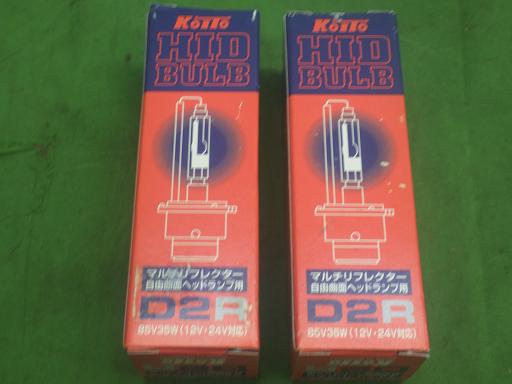 KOITO
HID
BULB
マルチリフレクター
自由曲面ヘッドランプ用
D2R
85V35W(12V・24V対応)
KOITO
HID
BULB
マルチリフレクター
自由曲面ヘッドランプ用
D2R
85V35W(12V・24V対応)